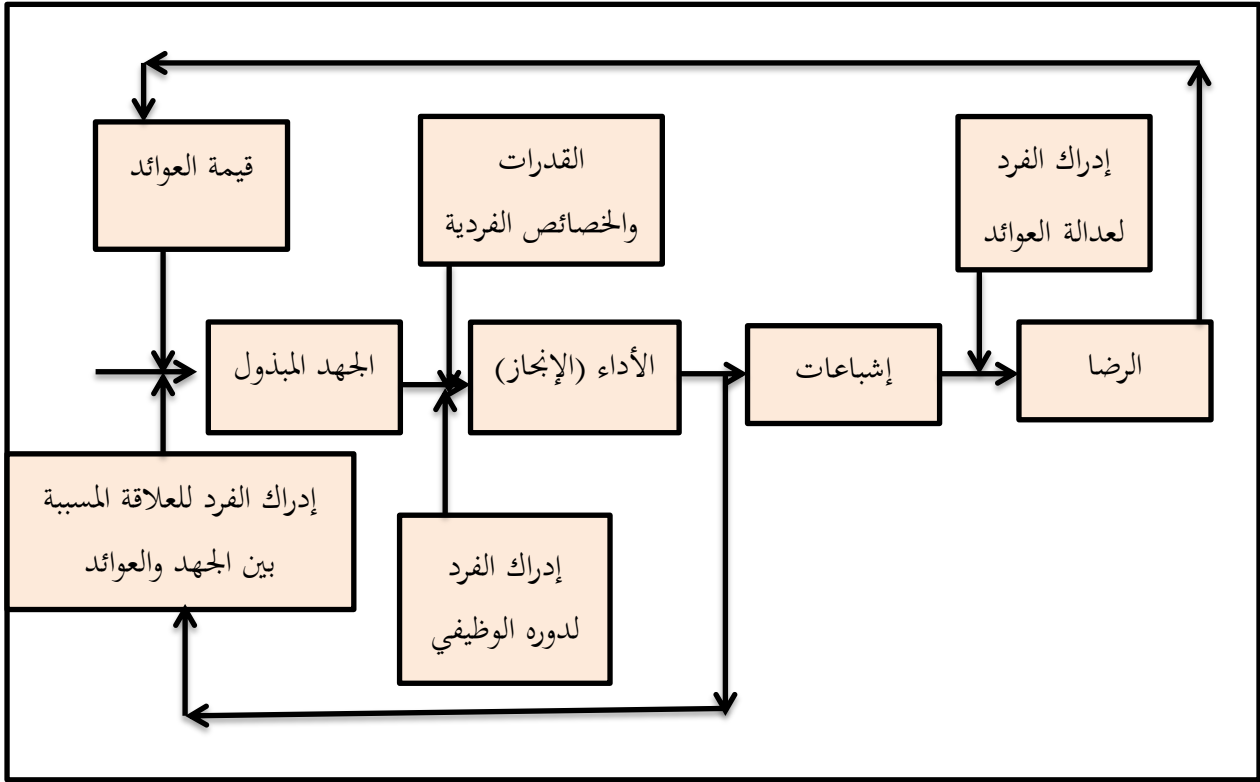 قيمة العوائد
القدرات
والخصائص الفردية
إدراك الفرد
لعدالة العوائد
الجهد المبذول
الأداء (الإنجاز)
إشباعات
الرضا
إدراك الفرد للعلاقة المسببة
بين الجهد والعوائد
إدراك الفرد
لدوره الوظيفي